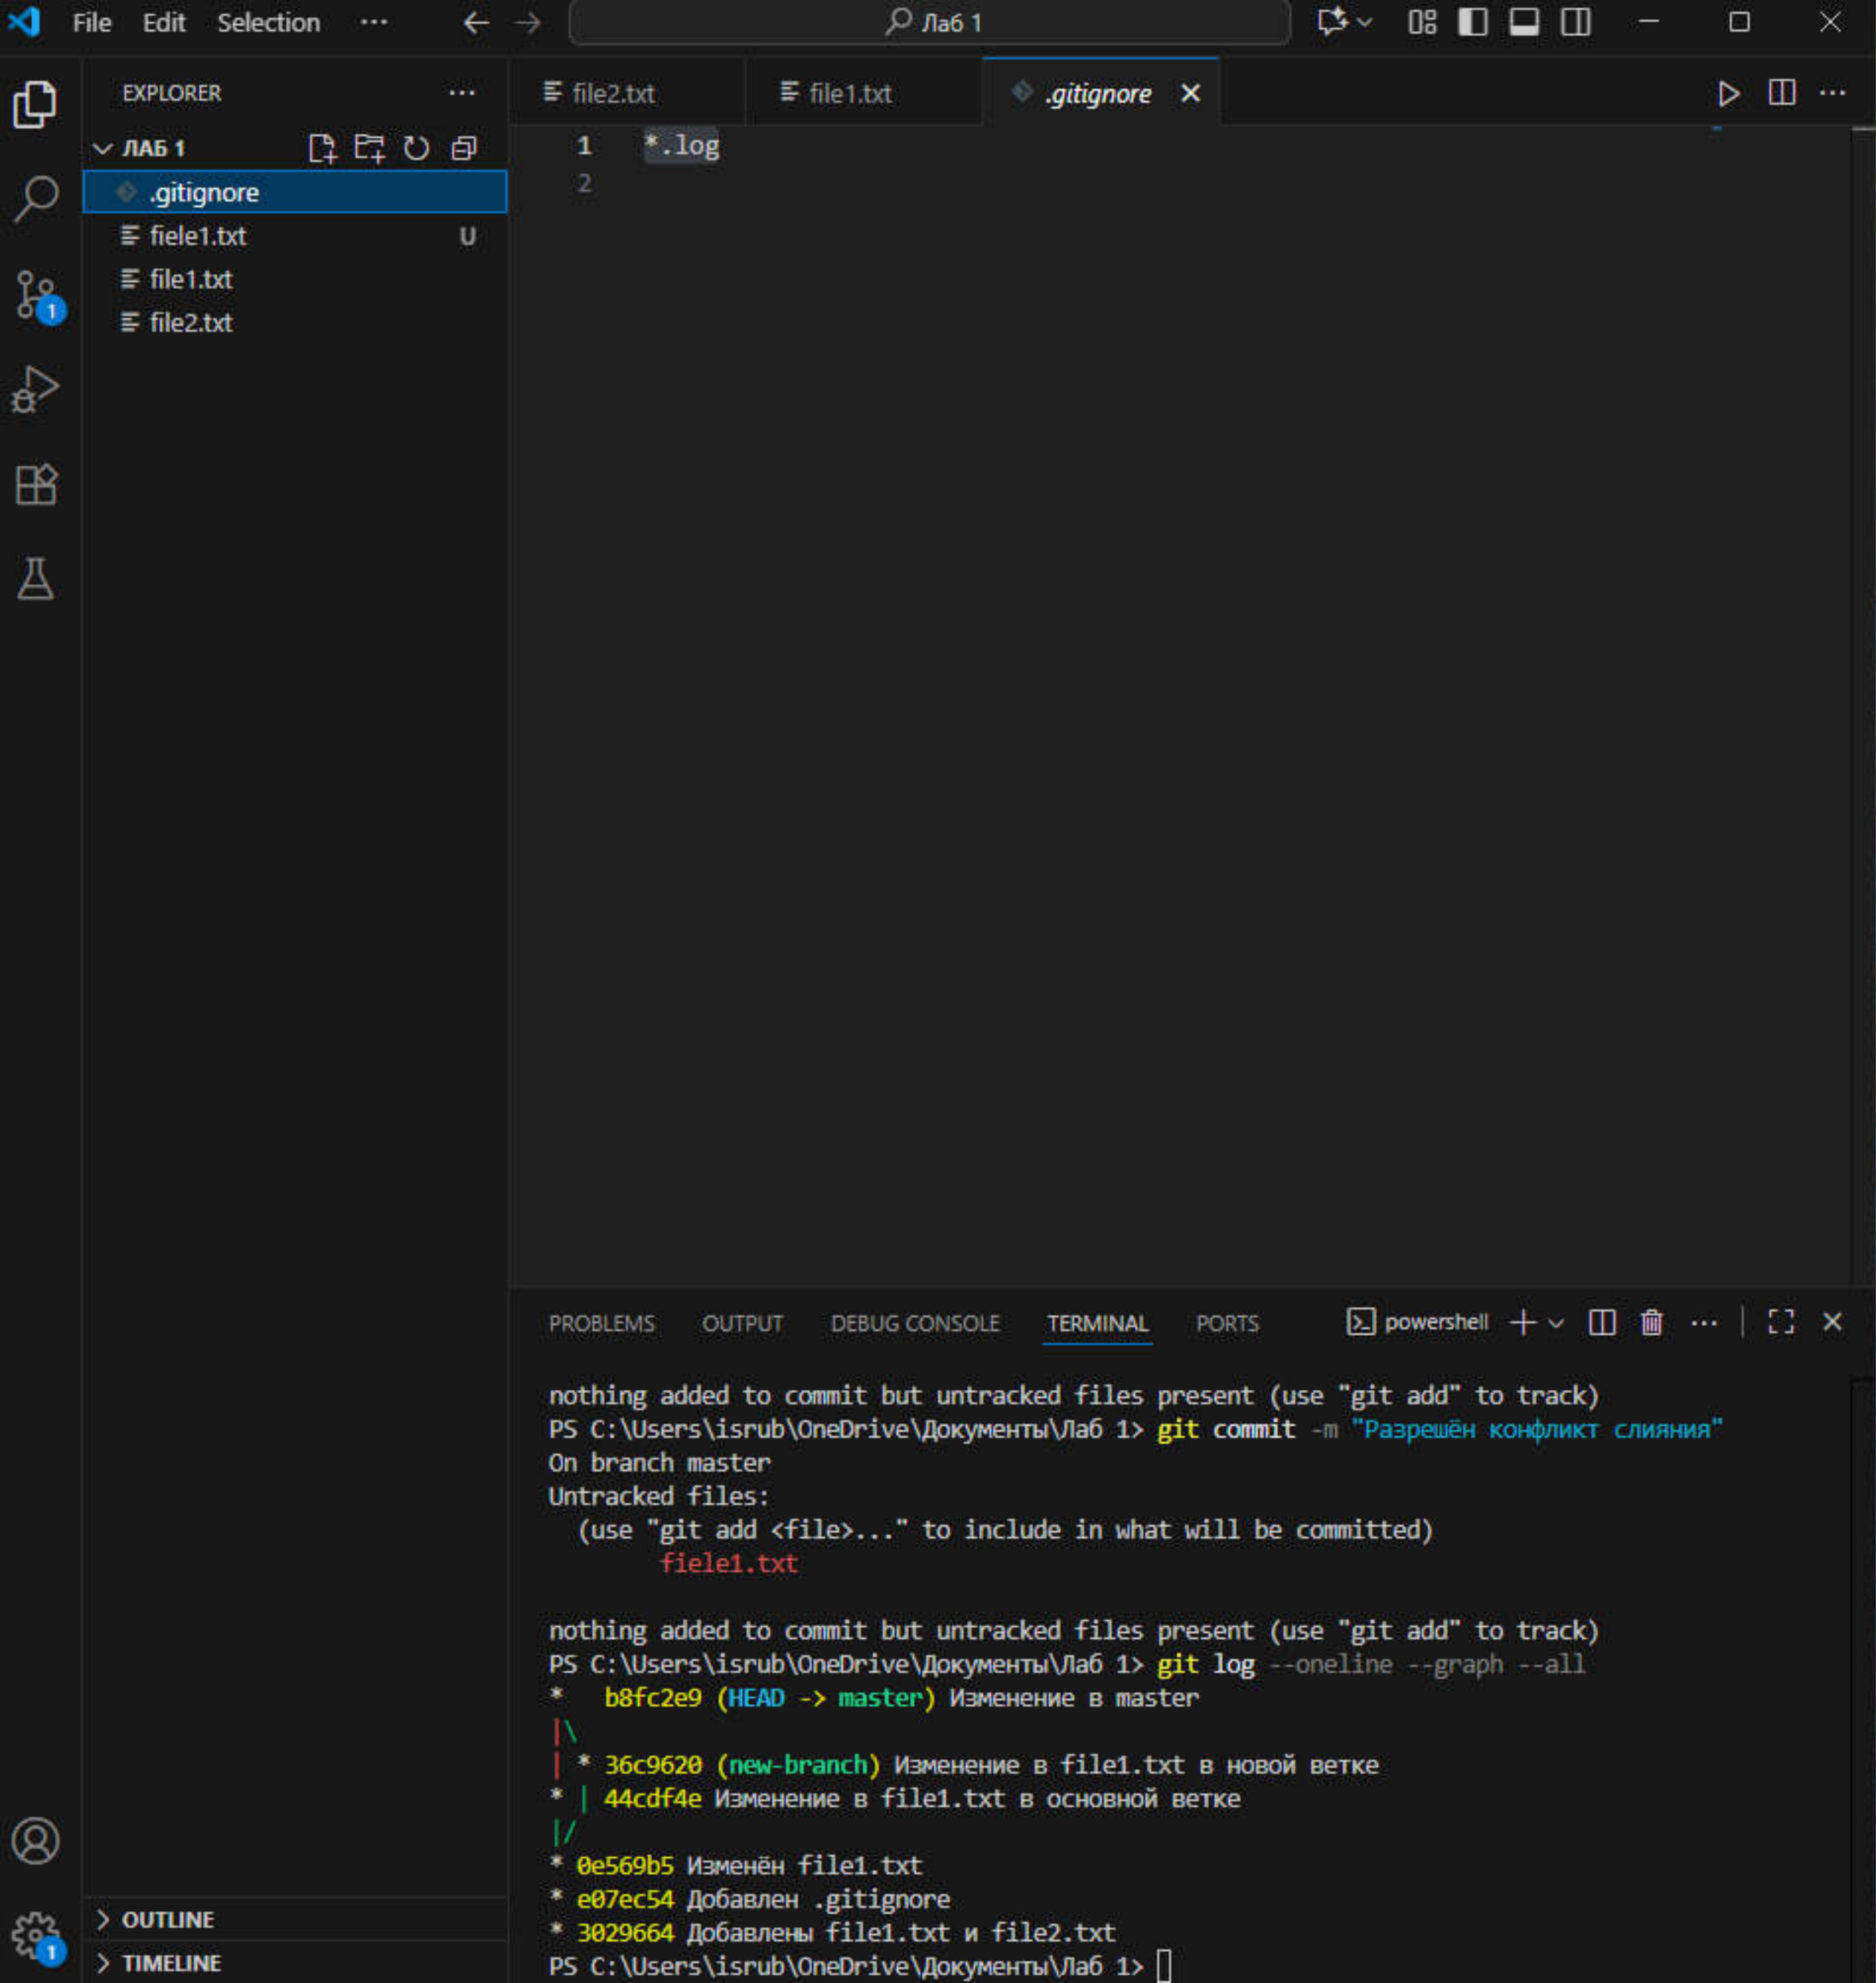 File Edit Selection ··· Лаб 1
EXPLORER ···
ЛАБ 1
.gitignore
fiele1.txt U
file1.txt
file2.txt
1
file2.txt file1.txt .gitignore
1 *.log
2
PROBLEMS OUTPUT DEBUG CONSOLE TERMINAL PORTS powershell
nothing added to commit but untracked files present (use "git add" to track)
PS C:\Users\isrub\OneDrive\Документы\Лаб 1> git commit -m "Разрешён конфликт слияния"
On branch master
Untracked files:
  (use "git add <file>..." to include in what will be committed)
        fiele1.txt

nothing added to commit but untracked files present (use "git add" to track)
PS C:\Users\isrub\OneDrive\Документы\Лаб 1> git log --oneline --graph --all
*   b8fc2e9 (HEAD -> master) Изменение в master
|\
| * 36c9620 (new-branch) Изменение в file1.txt в новой ветке
* | 44cdf4e Изменение в file1.txt в основной ветке
|/
* 0e569b5 Изменён file1.txt
* e07ec54 Добавлен .gitignore
* 3029664 Добавлены file1.txt и file2.txt
PS C:\Users\isrub\OneDrive\Документы\Лаб 1>
OUTLINE
TIMELINE
1